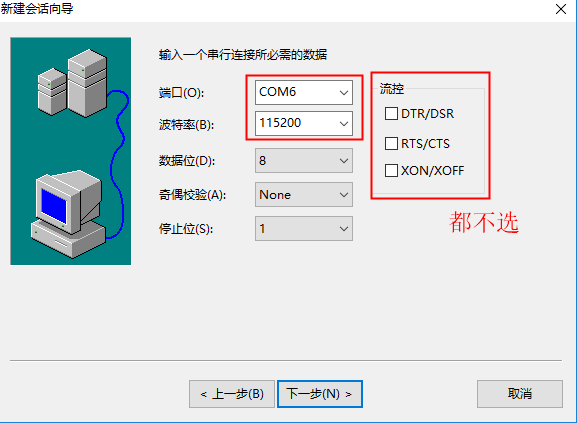 新建会话向导
输入一个串行连接所必需的数据
端口(O):
COM6
波特率(B):
115200
数据位(D):
8
奇偶校验(A):
None
停止位(S):
1
流控
DTR/DSR
RTS/CTS
XON/XOFF
都不选
< 上一步(B)
下一步(N) >
取消